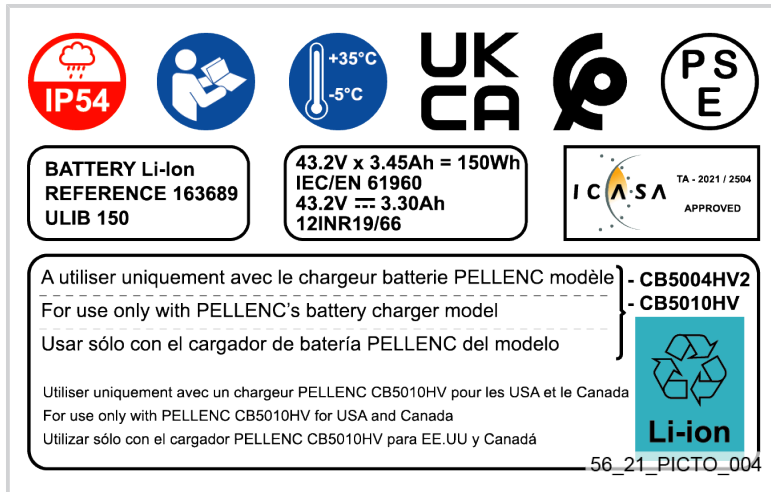 IP54
+35°C
-5°C
UK
CA
PS
E
BATTERY Li-Ion
REFERENCE 163689
ULIB 150
43.2V x 3.45Ah = 150Wh
IEC/EN 61960
43.2V ⎓ 3.30Ah
12INR19/66
ICASA
TA - 2021 / 2504
APPROVED
A utiliser uniquement avec le chargeur batterie PELLENC modèle
For use only with PELLENC's battery charger model
Usar sólo con el cargador de batería PELLENC del modelo
- CB5004HV2
- CB5010HV
Utiliser uniquement avec un chargeur PELLENC CB5010HV pour les USA et le Canada
For use only with PELLENC CB5010HV for USA and Canada
Utilizar sólo con el cargador PELLENC CB5010HV para EE.UU y Canadá
Li-ion
56_21_PICTO_004